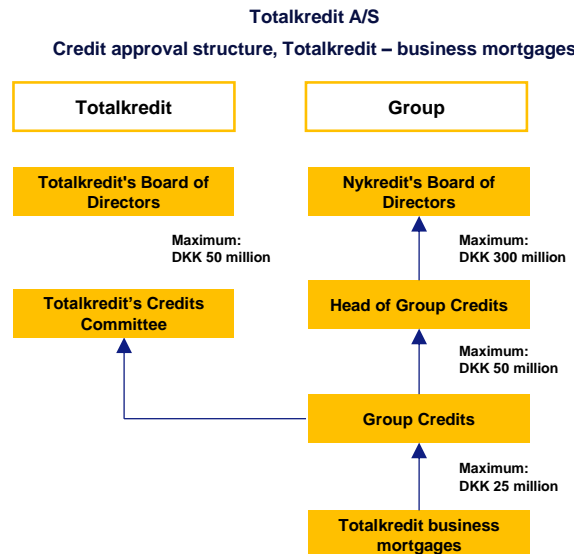 Totalkredit A/S
Credit approval structure, Totalkredit – business mortgages
Totalkredit
Group
Totalkredit's Board of
Directors
Nykredit's Board of
Directors
Maximum:
DKK 50 million
Maximum:
DKK 300 million
Totalkredit’s Credits
Committee
Head of Group Credits
Maximum:
DKK 50 million
Group Credits
Maximum:
DKK 25 million
Totalkredit business
mortgages